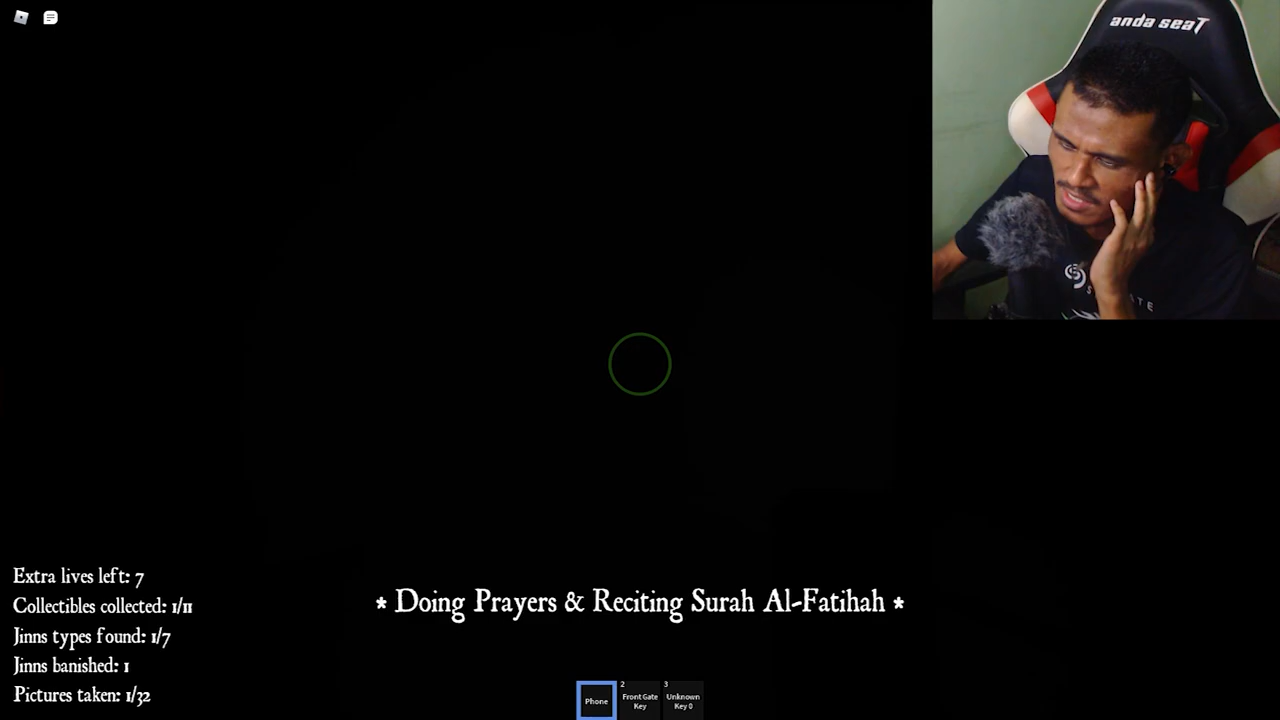 anda seaT
Extra lives left: 7
Collectibles collected: 1/11
Jinns types found: 1/7
Jinns banished: 1
Pictures taken: 1/32
* Doing Prayers & Reciting Surah Al-Fatihah *
Phone
2
Front Gate
Key
3
Unknown
Key 0